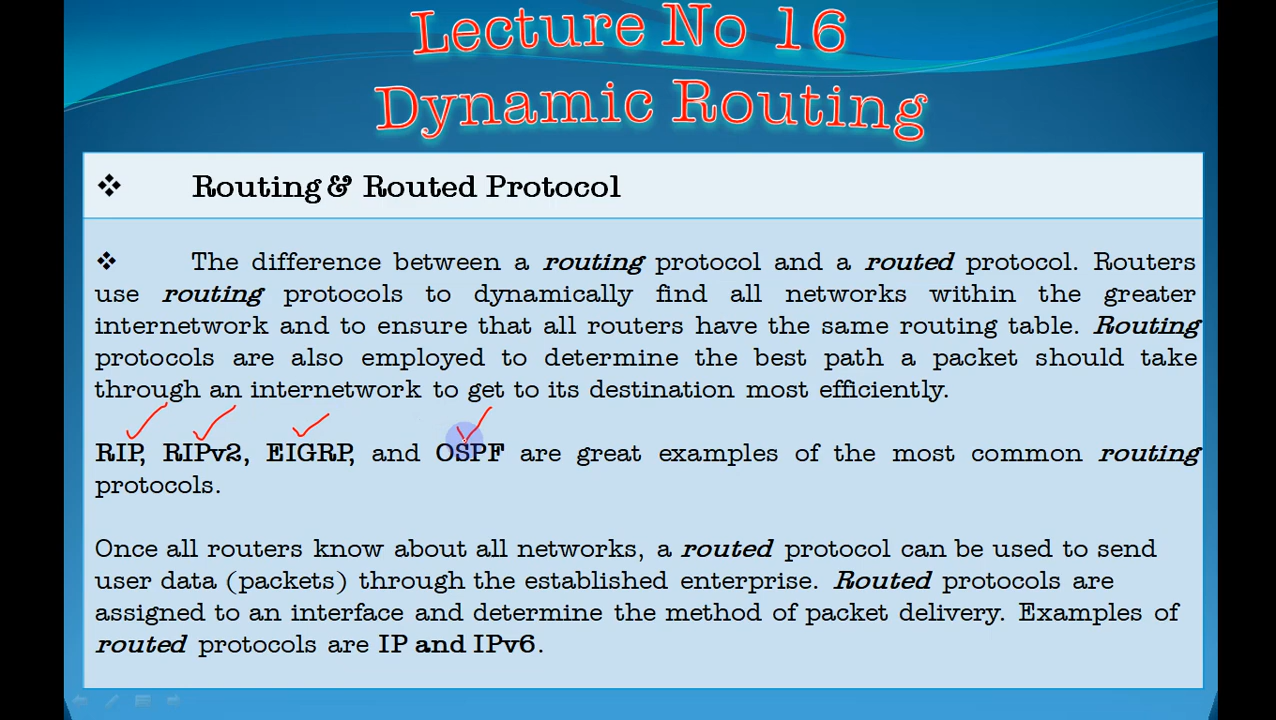 Lecture No 16
Dynamic Routing
❖ Routing & Routed Protocol
❖ The difference between a routing protocol and a routed protocol. Routers
use routing protocols to dynamically find all networks within the greater
internetwork and to ensure that all routers have the same routing table. Routing
protocols are also employed to determine the best path a packet should take
through an internetwork to get to its destination most efficiently.
RIP, RIPv2, EIGRP, and OSPF are great examples of the most common routing
protocols.
Once all routers know about all networks, a routed protocol can be used to send
user data (packets) through the established enterprise. Routed protocols are
assigned to an interface and determine the method of packet delivery. Examples of
routed protocols are IP and IPv6.